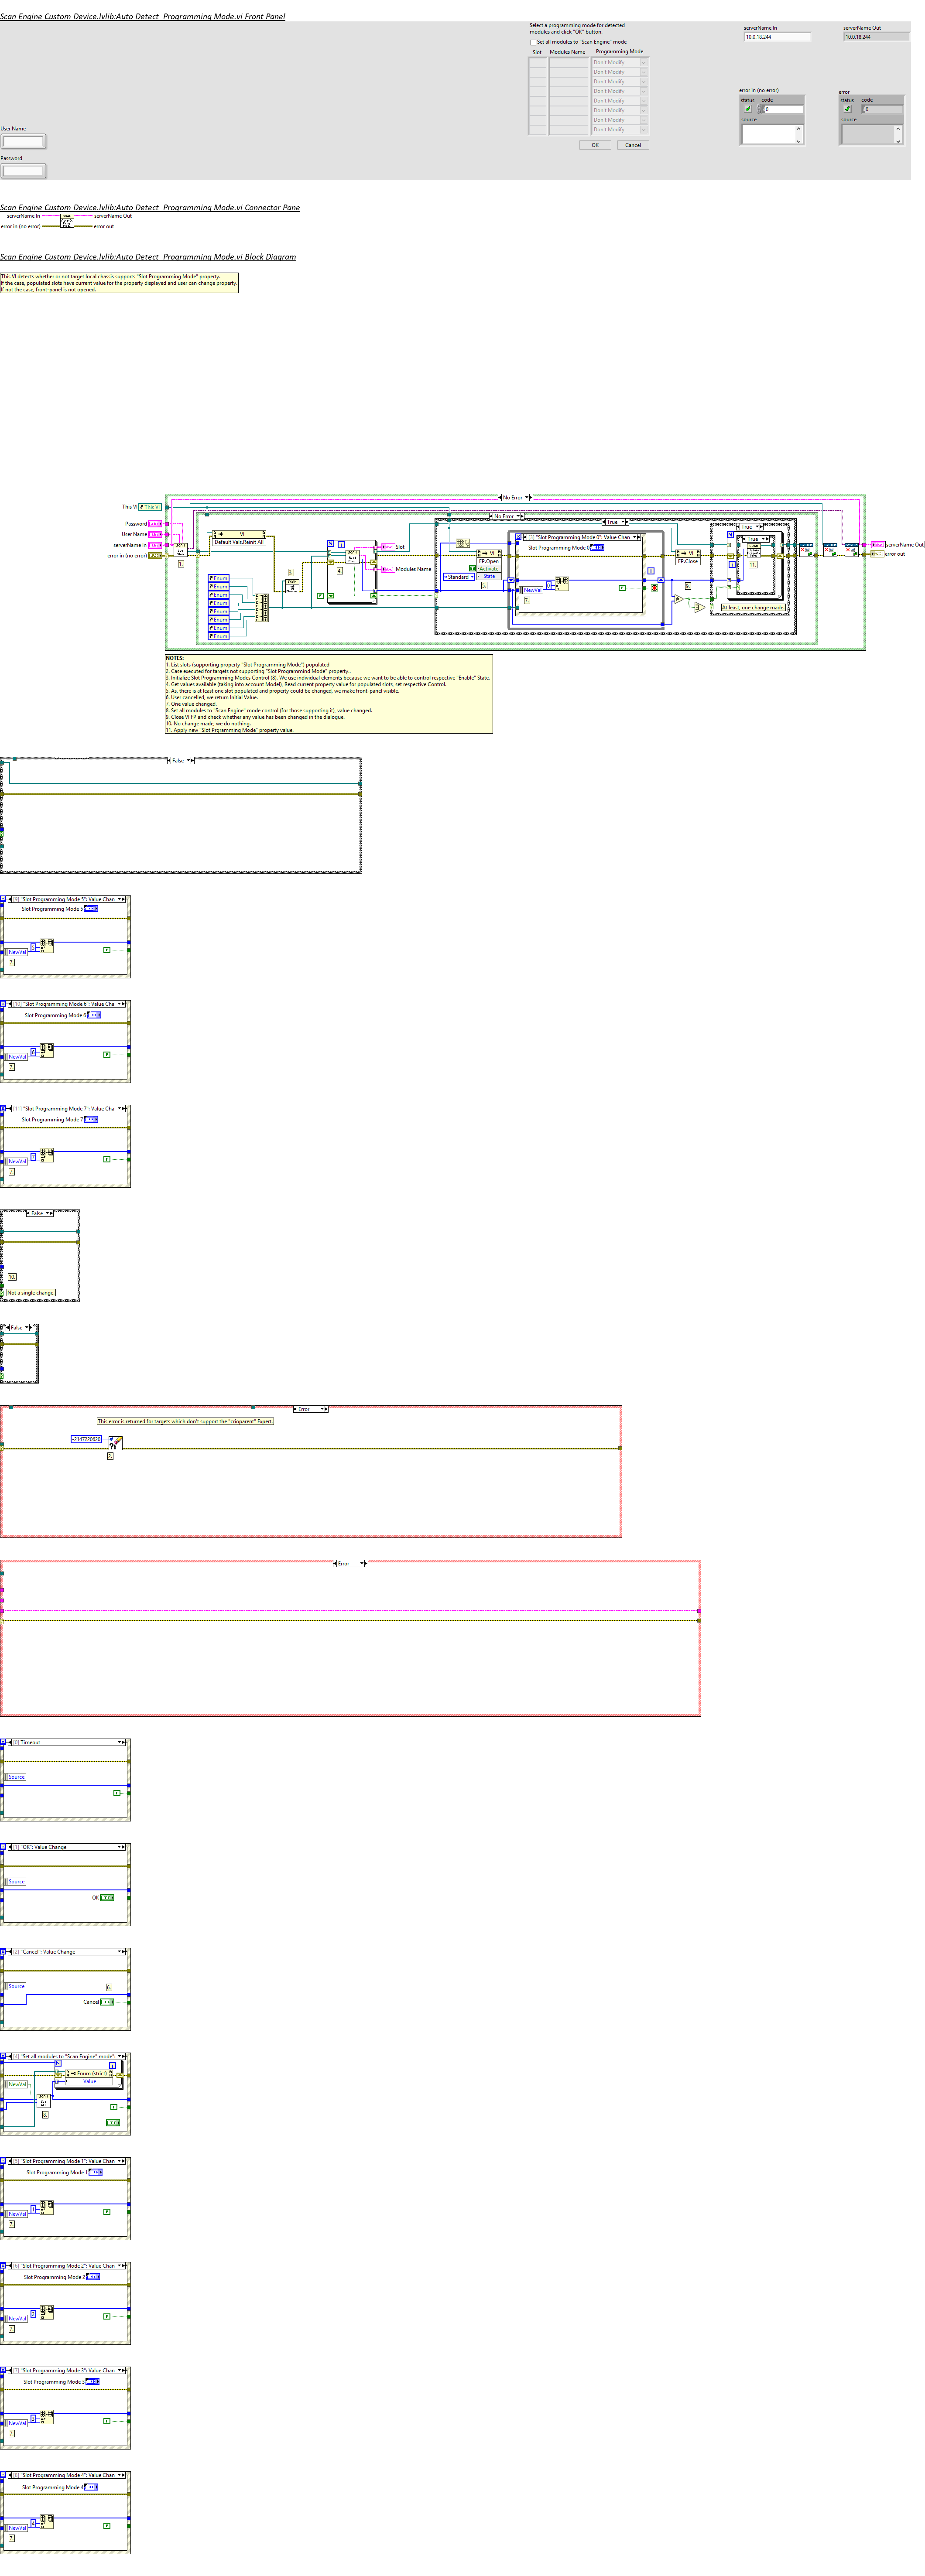 Scan Engine Custom Device.lvlib:Auto Detect Programming Mode.vi Front Panel
Select a programming mode for detected
modules and click "OK" button.
Set all modules to "Scan Engine" mode
Slot Modules Name Programming Mode
Don't Modify
Don't Modify
Don't Modify
Don't Modify
Don't Modify
Don't Modify
Don't Modify
Don't Modify
OK Cancel
serverName In
10.0.18.244
serverName Out
10.0.18.244
error in (no error)
status code
0
source
error
status code
0
source
User Name
Password
Scan Engine Custom Device.lvlib:Auto Detect Programming Mode.vi Connector Pane
serverName In serverName Out
error in (no error) error out
Scan Engine Custom Device.lvlib:Auto Detect Programming Mode.vi Block Diagram
This VI detects whether or not target local chassis supports "Slot Programming Mode" property.
If the case, populated slots have current value for the property displayed and user can change property.
If not the case, front-panel is not opened.
No Error
This VI This VI
No Error
True
Password
User Name
serverName In
error in (no error)
1.
VI
Default Vals.Reinit All
Enum
Enum
Enum
Enum
Enum
Enum
Enum
Enum
3.
4.
Slot
Modules Name
VI
FP.Open
Activate
Standard State
5.
[3] "Slot Programming Mode 0": Value Chan
Slot Programming Mode 0
NewVal
7.
VI
FP.Close
9.
True
True
11.
At least, one change made.
serverName Out
error out
NOTES:
1. List slots (supporting property "Slot Programming Mode") populated
2. Case executed for targets not supporting "Slot Programmind Mode" property..
3. Initialize Slot Programming Modes Control (8). We use individual elements because we want to be able to control respective "Enable" State.
4. Get values available (taking into account Model), Read current property value for populated slots, set respective Control.
5. As, there is at least one slot populated and property could be changed, we make front-panel visible.
6. User cancelled, we return Initial Value.
7. One value changed.
8. Set all modules to "Scan Engine" mode control (for those supporting it), value changed.
9. Close VI FP and check whether any value has been changed in the dialogue.
10. No change made, we do nothing.
11. Apply new "Slot Prgramming Mode" property value.
False
[9] "Slot Programming Mode 5": Value Chan
Slot Programming Mode 5
NewVal 5
7.
[10] "Slot Programming Mode 6": Value Cha
Slot Programming Mode 6
NewVal 6
7.
[11] "Slot Programming Mode 7": Value Cha
Slot Programming Mode 7
NewVal 7
7.
False
10.
Not a single change.
False
Error
This error is returned for targets which don't support the "crioparent" Expert.
-2147220620
2.
Error
[0] Timeout
Source
[1] "OK": Value Change
Source
OK
[2] "Cancel": Value Change
Source
6.
Cancel
[4] "Set all modules to "Scan Engine" mode":
Enum (strict)
Value
NewVal
8.
[5] "Slot Programming Mode 1": Value Chan
Slot Programming Mode 1
NewVal 1
7.
[6] "Slot Programming Mode 2": Value Chan
Slot Programming Mode 2
NewVal 2
7.
[7] "Slot Programming Mode 3": Value Chan
Slot Programming Mode 3
NewVal 3
7.
[8] "Slot Programming Mode 4": Value Chan
Slot Programming Mode 4
NewVal 4
7.